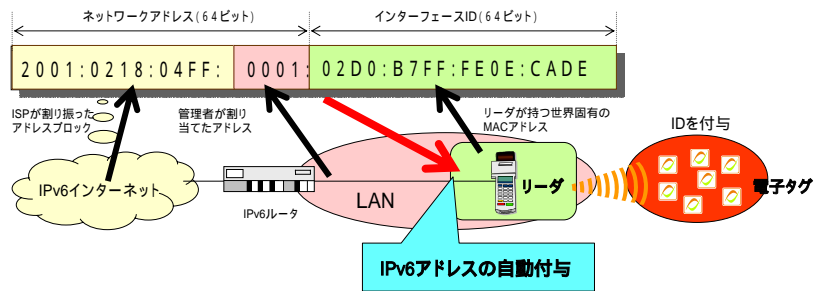 ネットワークアドレス(64ビット)
インターフェースID(64ビット)
2001:0218:04FF: 0001: 02D0:B7FF:FE0E:CADE
ISPが割り振った
アドレスブロック
管理者が割り
当てたアドレス
リーダが持つ世界固有の
MACアドレス
IDを付与
IPv6インターネット
IPv6ルータ
LAN
リーダ
電子タグ
IPv6アドレスの自動付与